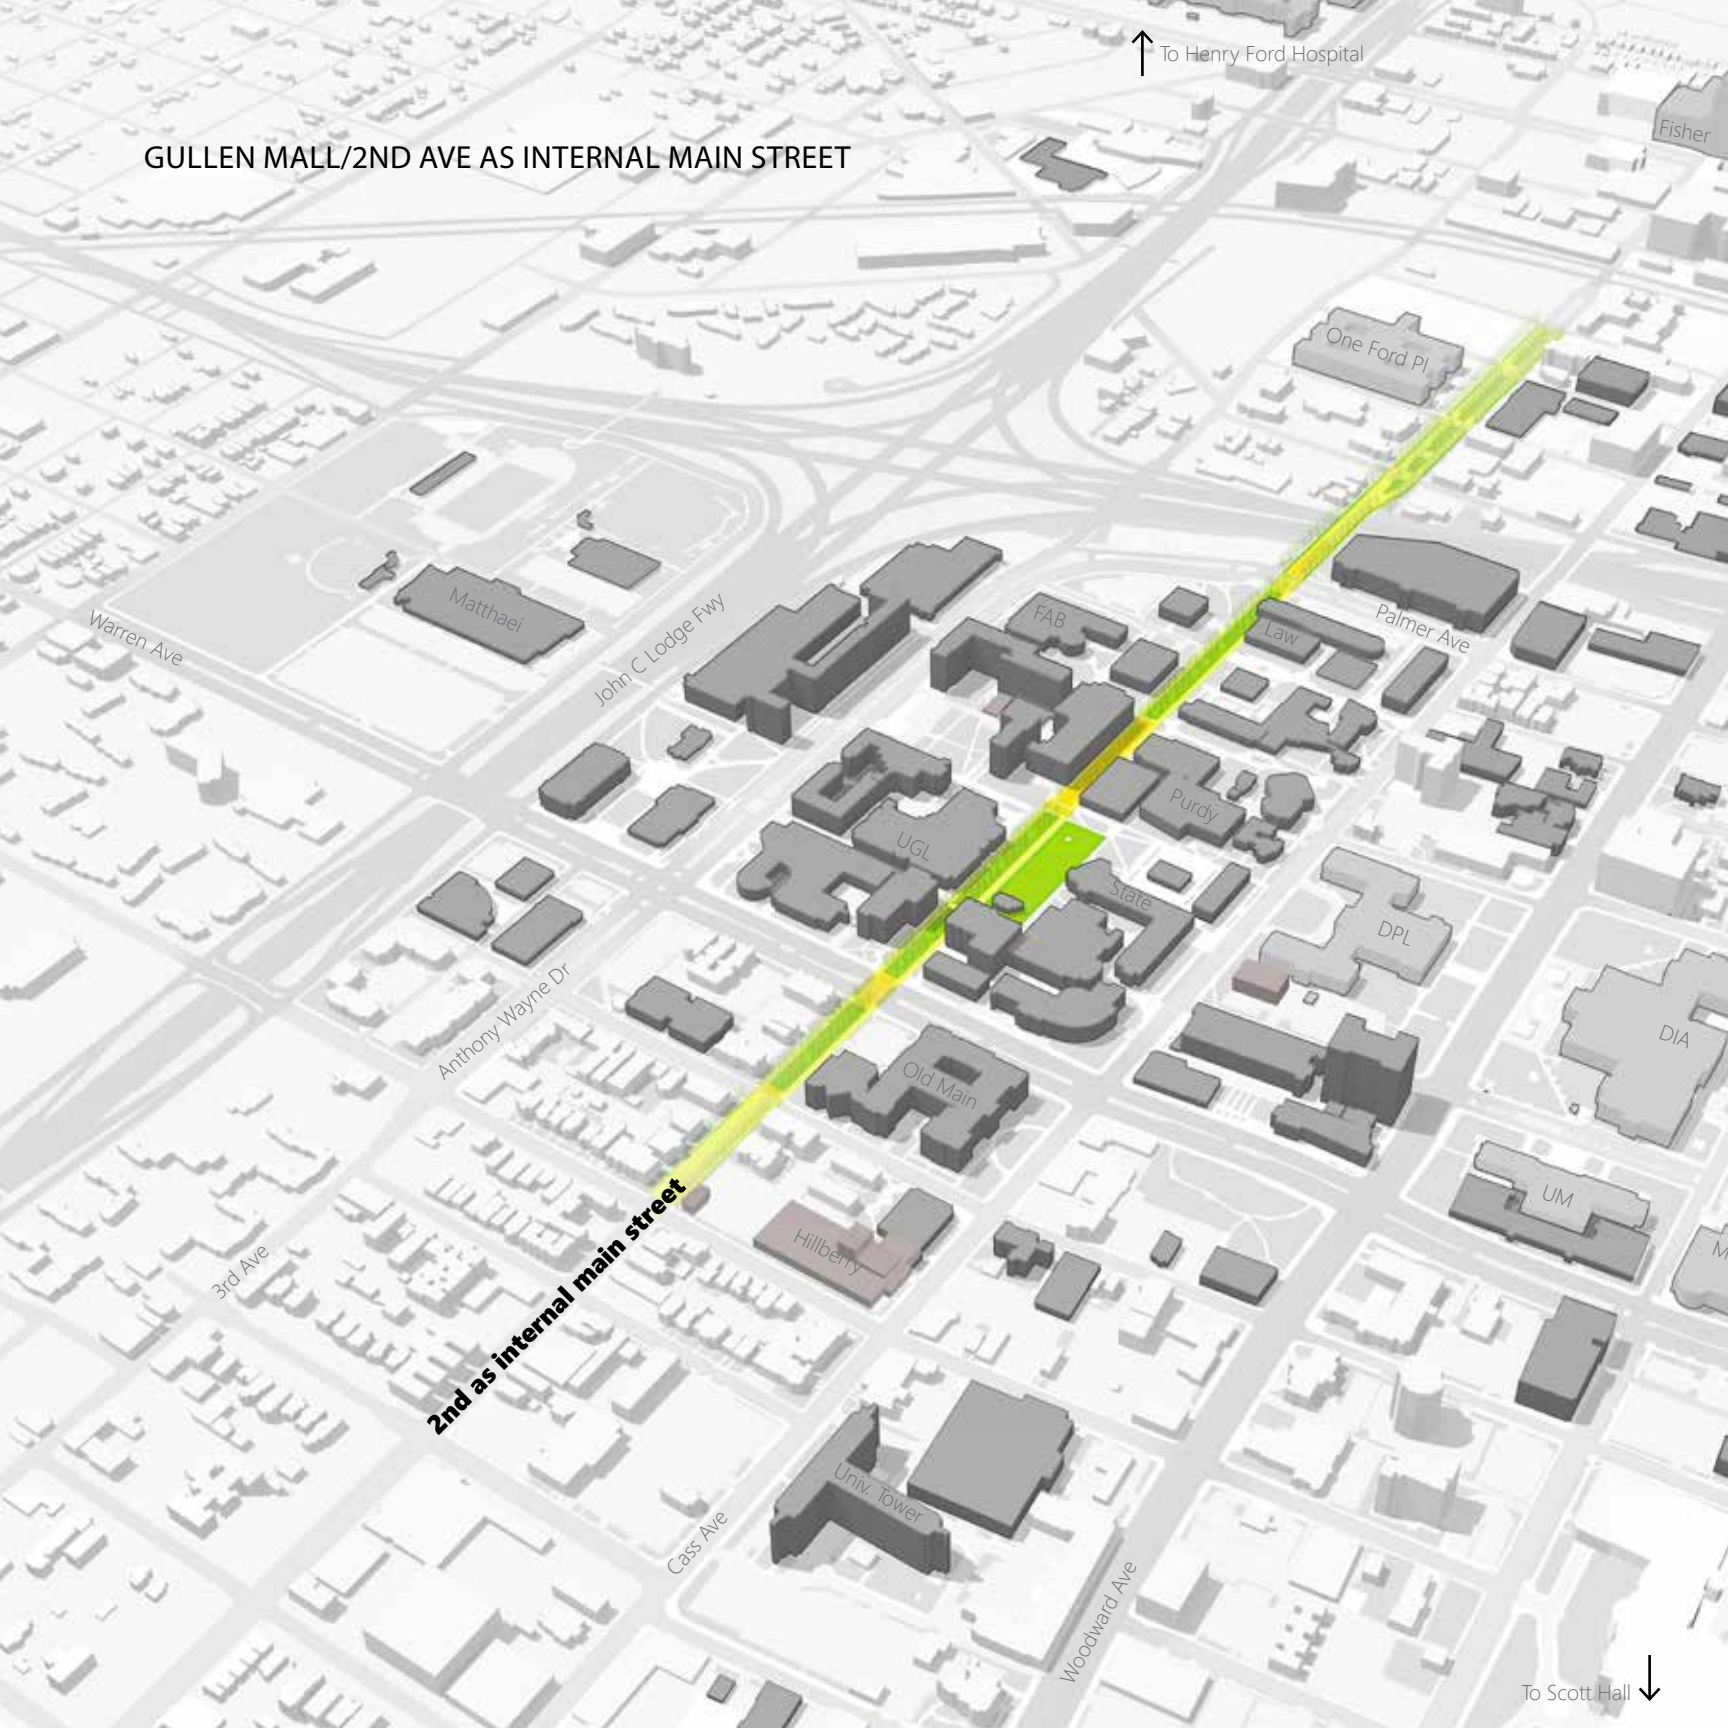 To Henry Ford Hospital
Fisher
GULLEN MALL/2ND AVE AS INTERNAL MAIN STREET
One Ford Pl
Matthaei
FAB
Law
Palmer Ave
Warren Ave
John C Lodge Fwy
Purdy
UGL
State
DPL
Anthony Wayne Dr
DIA
Old Main
UM
2nd as internal main street
Hillberry
M
3rd Ave
Univ. Tower
Cass Ave
Woodward Ave
To Scott Hall